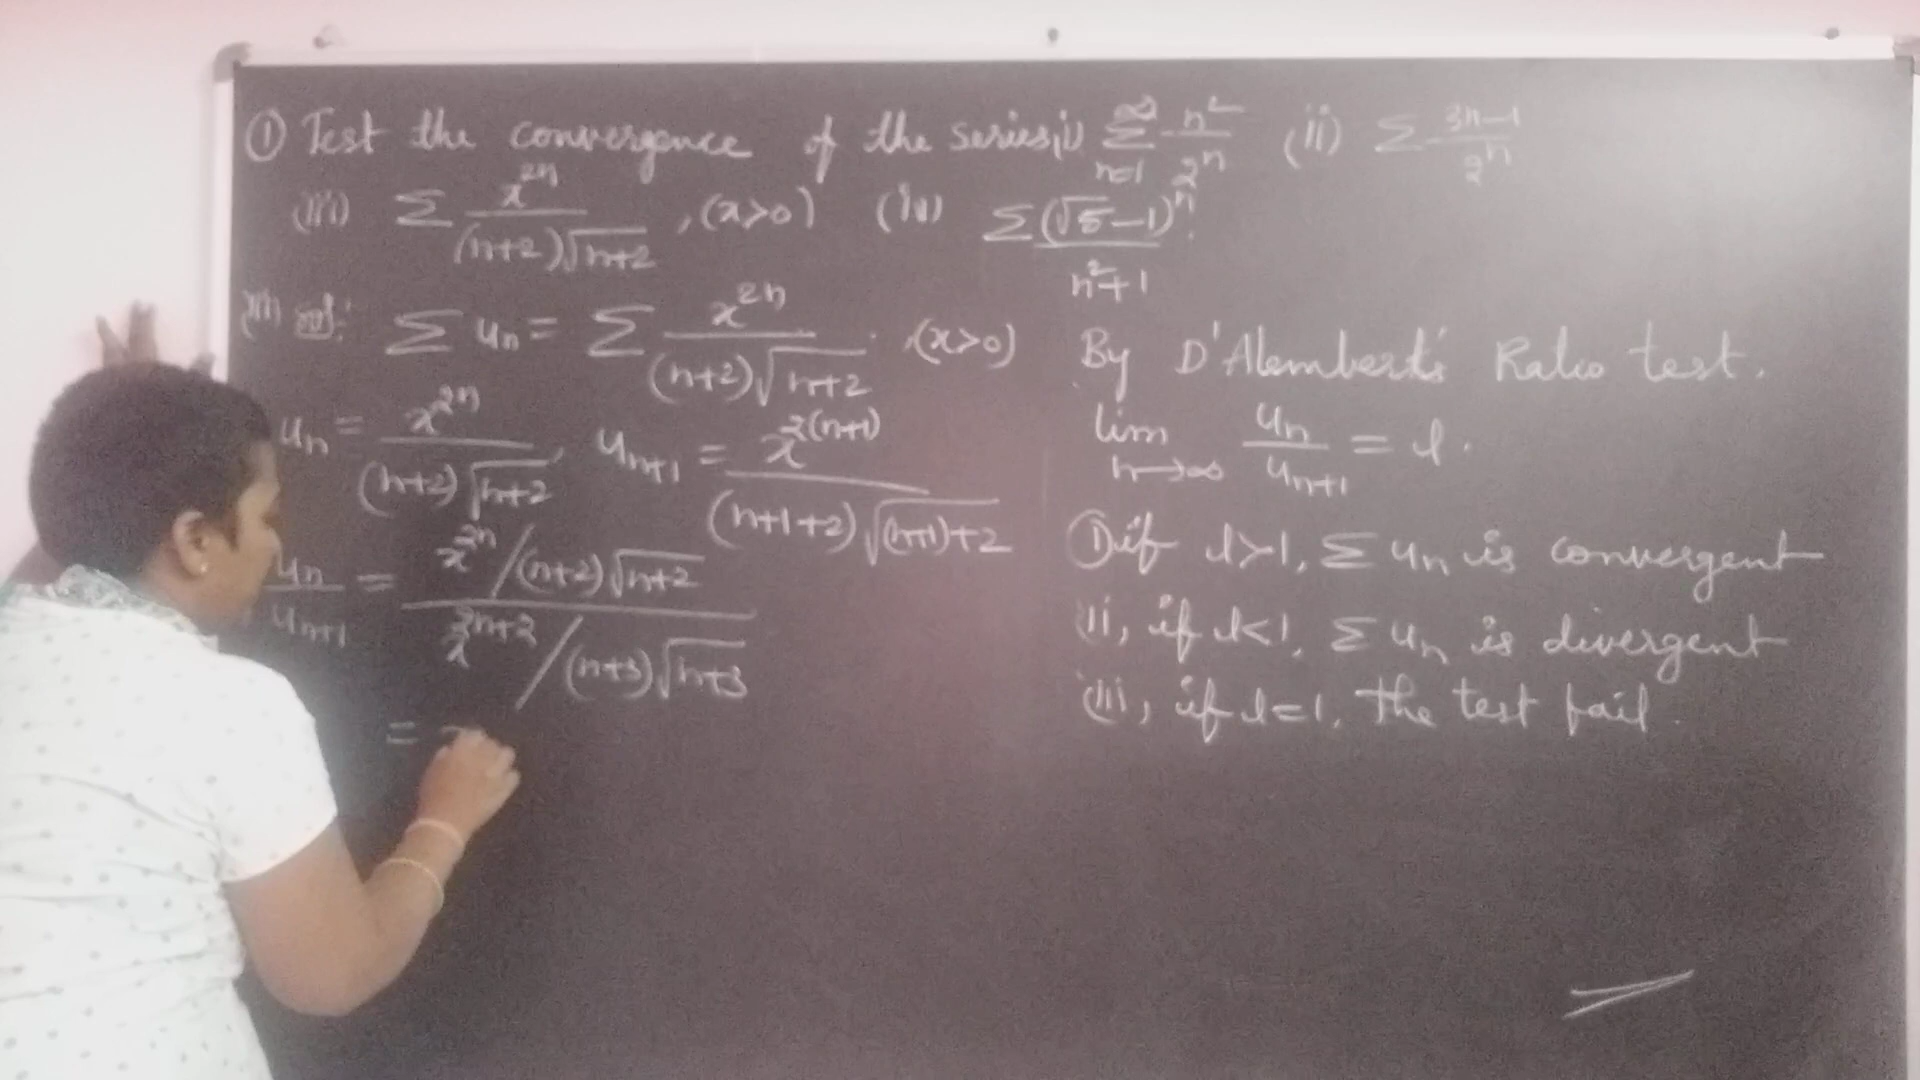 ① Test the convergence of the series, i) ∑_{n=1}^{∞} n²/2ⁿ (ii) ∑ (3n-1)/2ⁿ
(iii) ∑ x^{2n}/((n+2)√(n+2)), (x>0) (iv) ∑ (√5-1)ⁿ/(n²+1)
(iii) sol: ∑ uₙ = ∑ x^{2n}/((n+2)√(n+2)), (x>0)
uₙ = x^{2n}/((n+2)√(n+2)), uₙ₊₁ = x^{2(n+1)}/((n+1+2)√((n+1)+2))
uₙ/uₙ₊₁ = (x^{2n}/(n+2)√(n+2))/(x^{2n+2}/(n+3)√(n+3))
=
By D'Alembert's Ratio test.
lim_{n→∞} uₙ/uₙ₊₁ = l.
① if l>1, ∑ uₙ is convergent
ii, if l<1, ∑ uₙ is divergent
(iii, if l=1, the test fail.